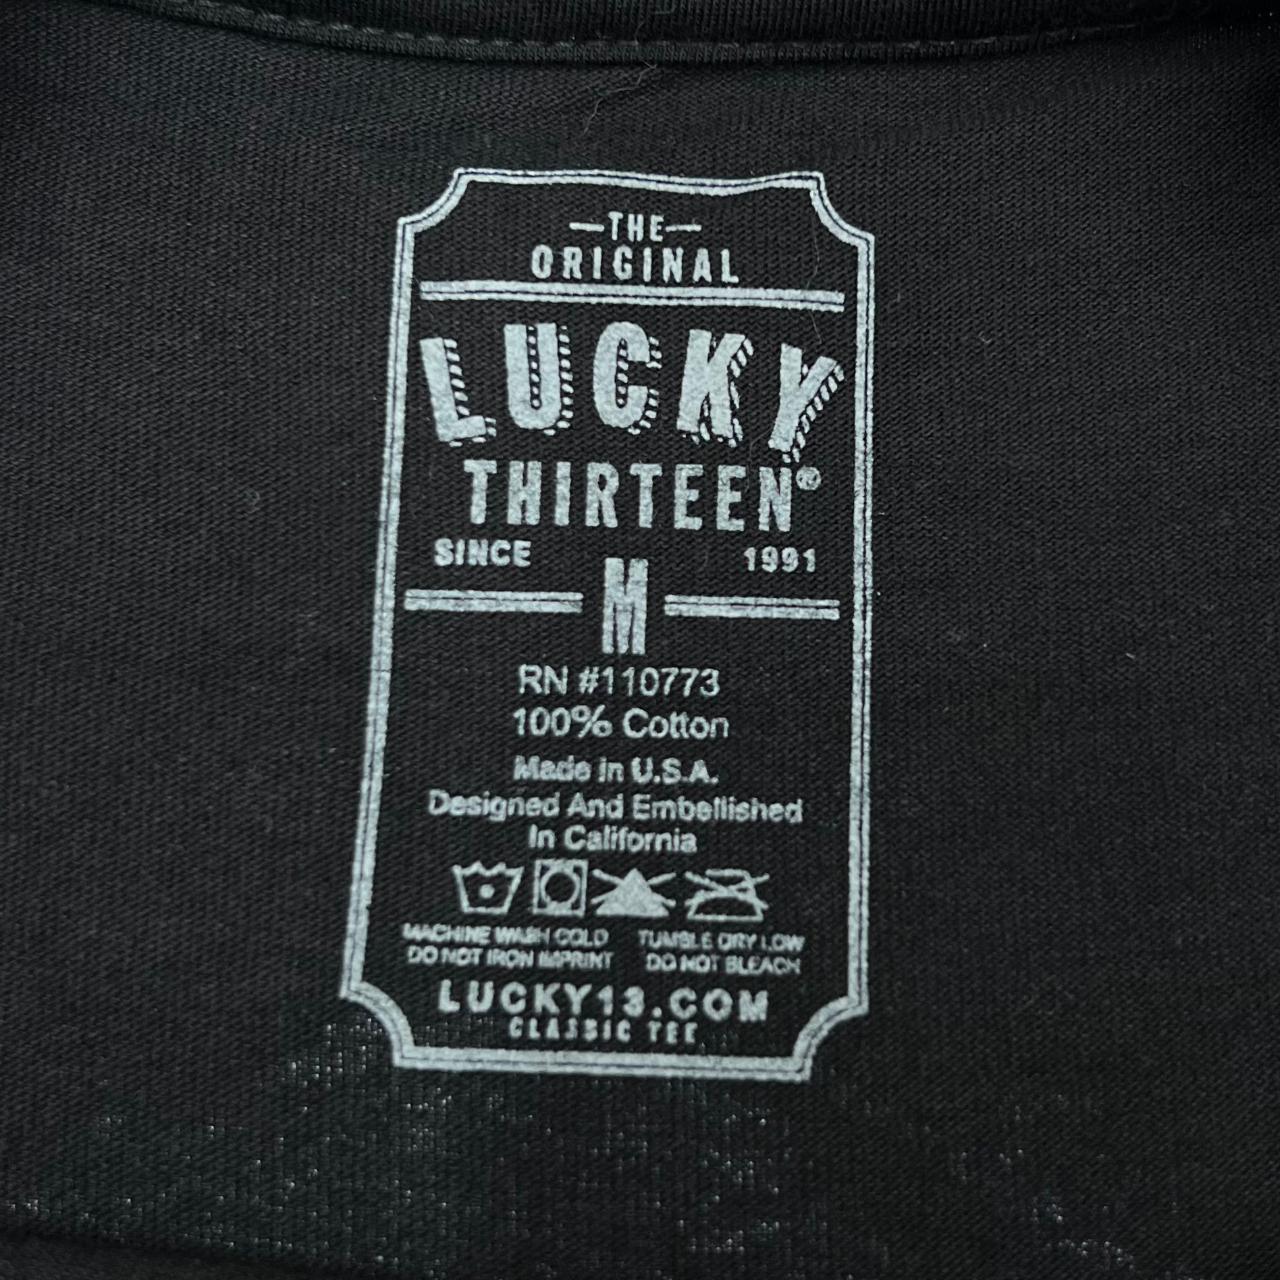 —THE—
ORIGINAL
LUCKY
THIRTEEN®
SINCE 1991
M
RN #110773
100% Cotton
Made in U.S.A.
Designed And Embellished
In California
MACHINE WASH COLD TUMBLE DRY LOW
DO NOT IRON IMPRINT DO NOT BLEACH
LUCKY13.COM
CLASSIC TEE